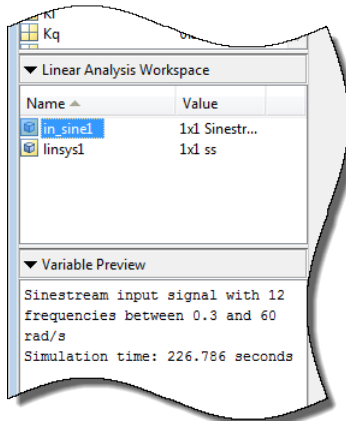 Kq
▼ Linear Analysis Workspace
Name Value
in_sine1 1x1 Sinestr...
linsys1 1x1 ss
▼ Variable Preview
Sinestream input signal with 12
frequencies between 0.3 and 60
rad/s
Simulation time: 226.786 seconds